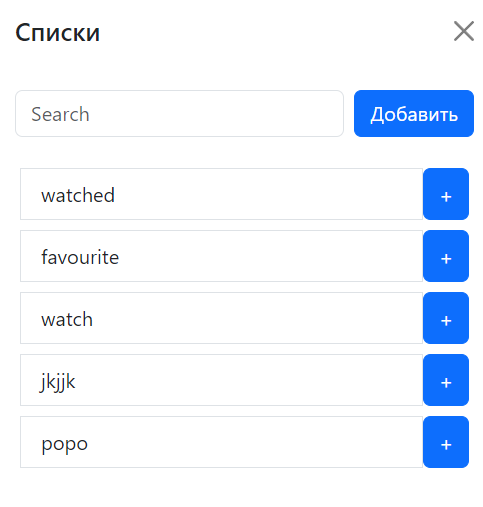 Списки
Search Добавить
watched +
favourite +
watch +
jkjjk +
popo +